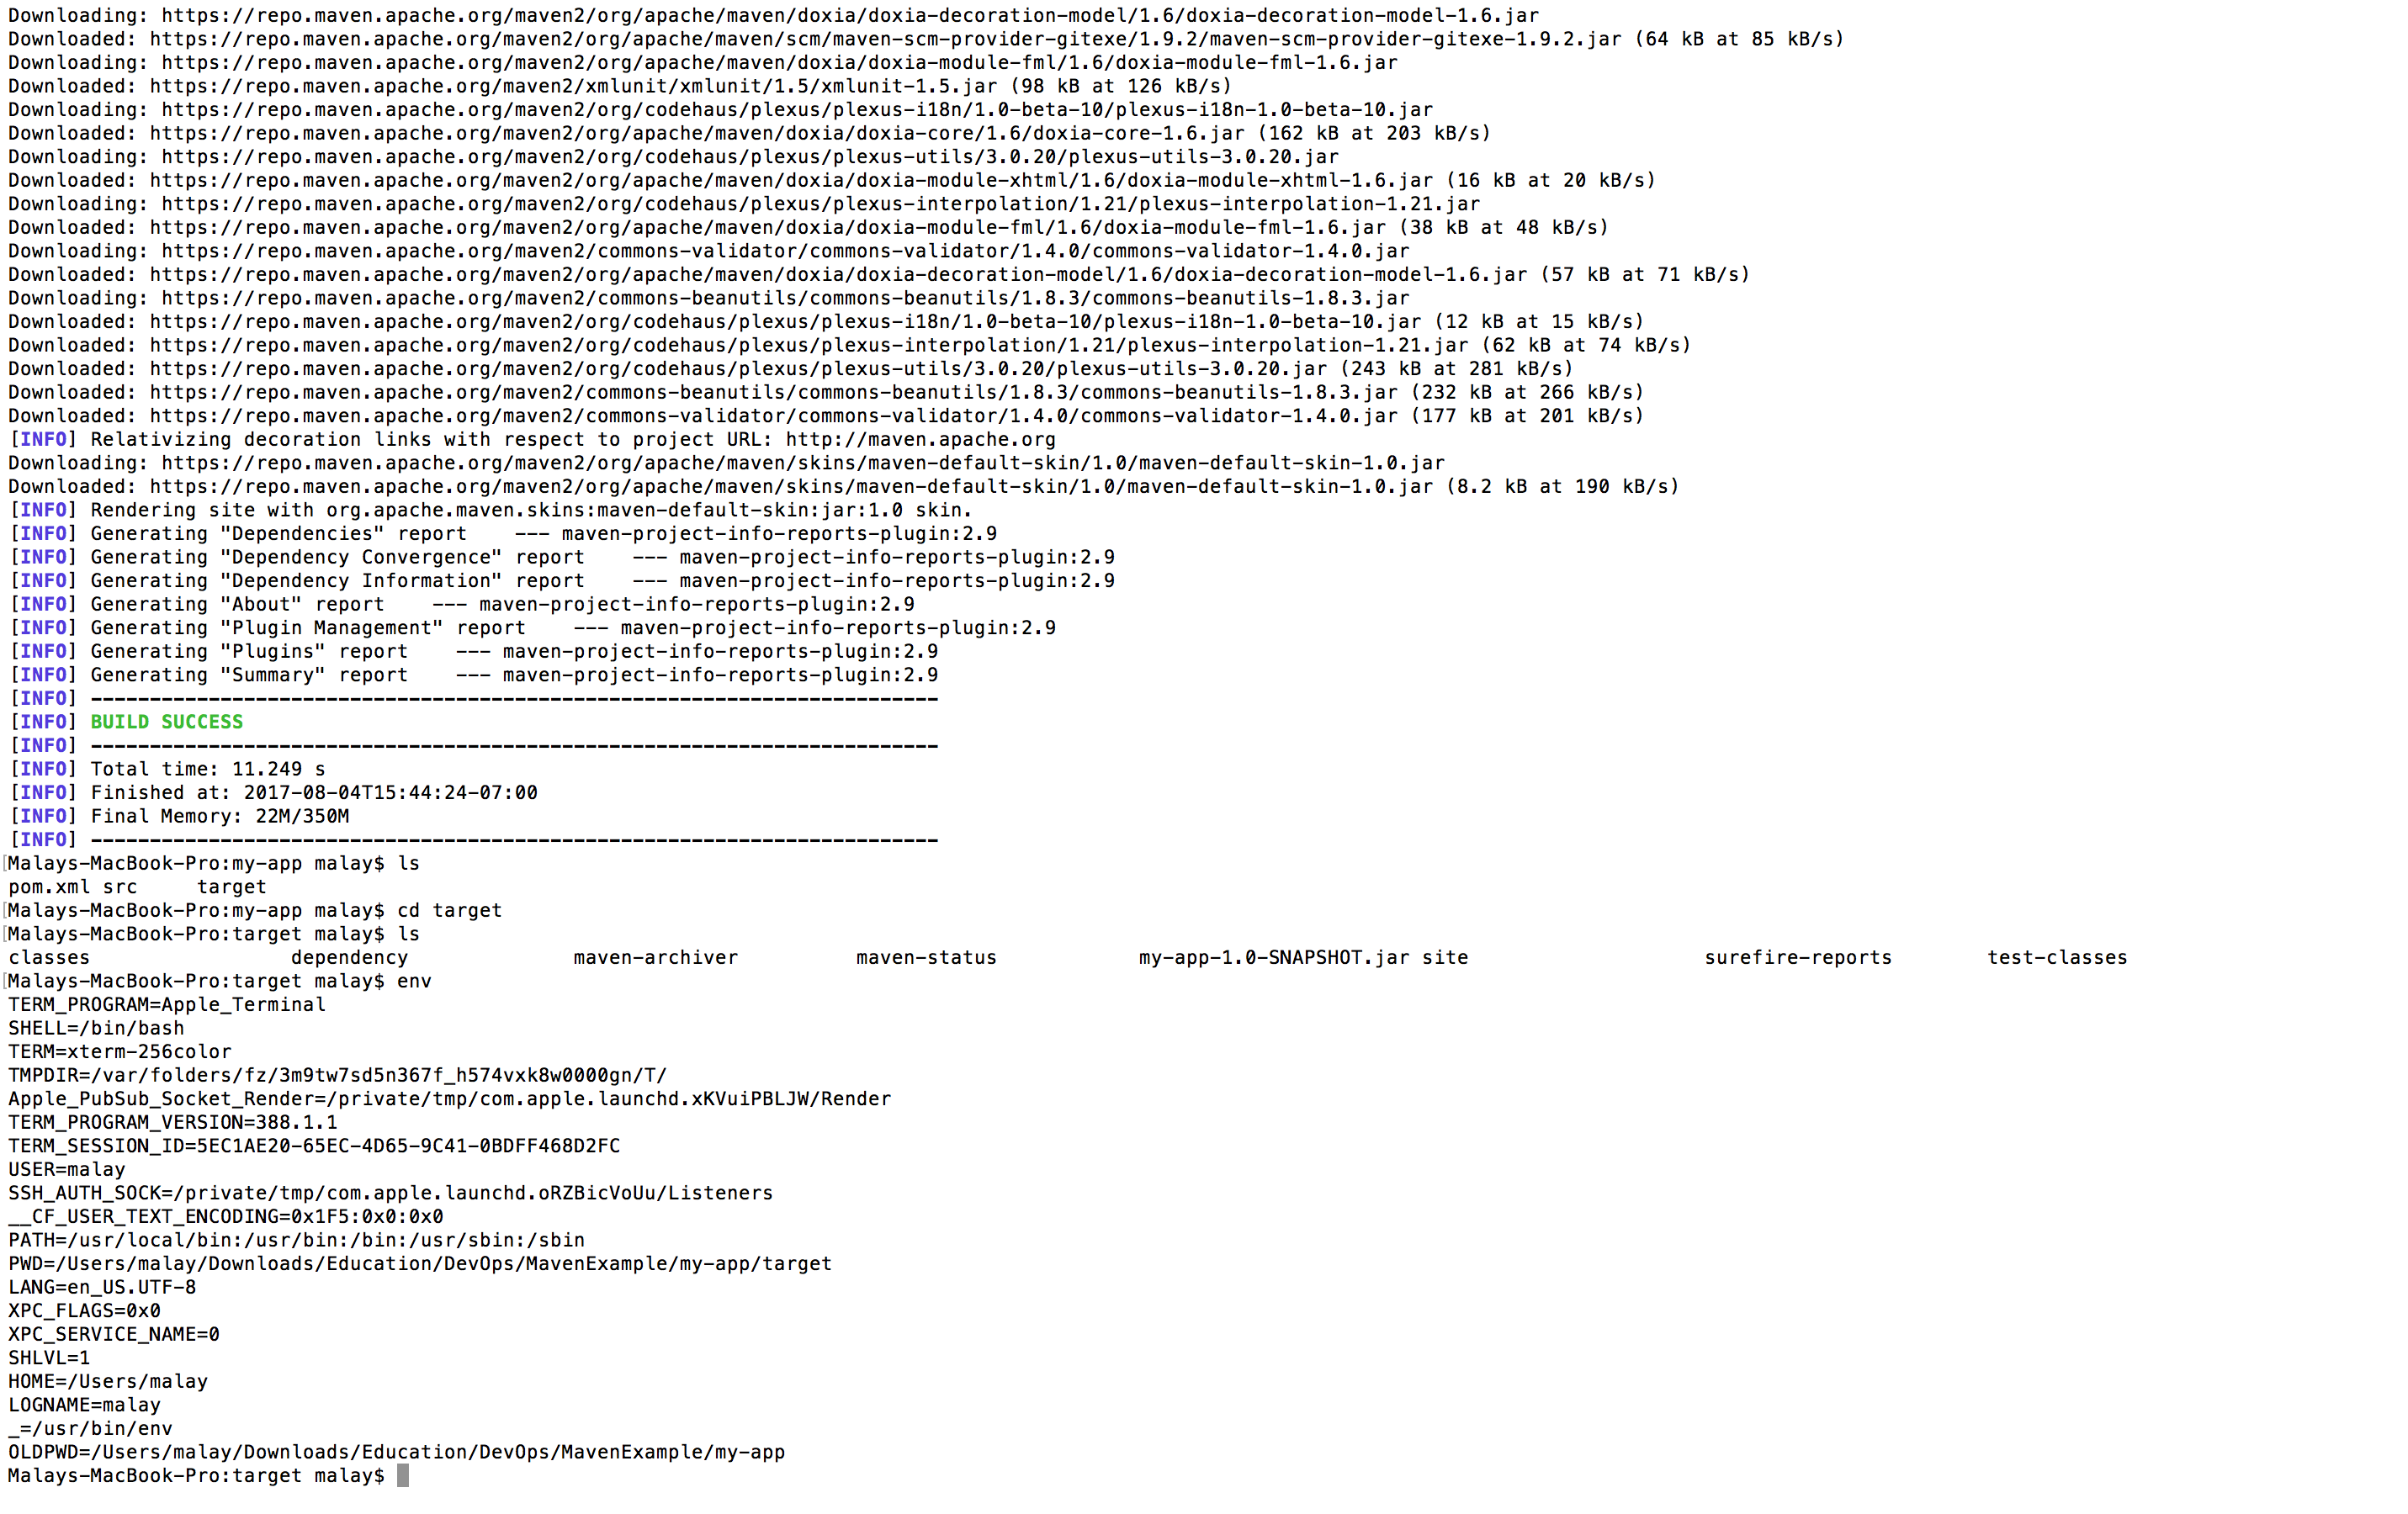 Downloading: https://repo.maven.apache.org/maven2/org/apache/maven/doxia/doxia-decoration-model/1.6/doxia-decoration-model-1.6.jar
Downloaded: https://repo.maven.apache.org/maven2/org/apache/maven/scm/maven-scm-provider-gitexe/1.9.2/maven-scm-provider-gitexe-1.9.2.jar (64 kB at 85 kB/s)
Downloading: https://repo.maven.apache.org/maven2/org/apache/maven/doxia/doxia-module-fml/1.6/doxia-module-fml-1.6.jar
Downloaded: https://repo.maven.apache.org/maven2/xmlunit/xmlunit/1.5/xmlunit-1.5.jar (98 kB at 126 kB/s)
Downloading: https://repo.maven.apache.org/maven2/org/codehaus/plexus/plexus-i18n/1.0-beta-10/plexus-i18n-1.0-beta-10.jar
Downloaded: https://repo.maven.apache.org/maven2/org/apache/maven/doxia/doxia-core/1.6/doxia-core-1.6.jar (162 kB at 203 kB/s)
Downloading: https://repo.maven.apache.org/maven2/org/codehaus/plexus/plexus-utils/3.0.20/plexus-utils-3.0.20.jar
Downloaded: https://repo.maven.apache.org/maven2/org/apache/maven/doxia/doxia-module-xhtml/1.6/doxia-module-xhtml-1.6.jar (16 kB at 20 kB/s)
Downloading: https://repo.maven.apache.org/maven2/org/codehaus/plexus/plexus-interpolation/1.21/plexus-interpolation-1.21.jar
Downloaded: https://repo.maven.apache.org/maven2/org/apache/maven/doxia/doxia-module-fml/1.6/doxia-module-fml-1.6.jar (38 kB at 48 kB/s)
Downloading: https://repo.maven.apache.org/maven2/commons-validator/commons-validator/1.4.0/commons-validator-1.4.0.jar
Downloaded: https://repo.maven.apache.org/maven2/org/apache/maven/doxia/doxia-decoration-model/1.6/doxia-decoration-model-1.6.jar (57 kB at 71 kB/s)
Downloading: https://repo.maven.apache.org/maven2/commons-beanutils/commons-beanutils/1.8.3/commons-beanutils-1.8.3.jar
Downloaded: https://repo.maven.apache.org/maven2/org/codehaus/plexus/plexus-i18n/1.0-beta-10/plexus-i18n-1.0-beta-10.jar (12 kB at 15 kB/s)
Downloaded: https://repo.maven.apache.org/maven2/org/codehaus/plexus/plexus-interpolation/1.21/plexus-interpolation-1.21.jar (62 kB at 74 kB/s)
Downloaded: https://repo.maven.apache.org/maven2/org/codehaus/plexus/plexus-utils/3.0.20/plexus-utils-3.0.20.jar (243 kB at 281 kB/s)
Downloaded: https://repo.maven.apache.org/maven2/commons-beanutils/commons-beanutils/1.8.3/commons-beanutils-1.8.3.jar (232 kB at 266 kB/s)
Downloaded: https://repo.maven.apache.org/maven2/commons-validator/commons-validator/1.4.0/commons-validator-1.4.0.jar (177 kB at 201 kB/s)
[INFO] Relativizing decoration links with respect to project URL: http://maven.apache.org
Downloading: https://repo.maven.apache.org/maven2/org/apache/maven/skins/maven-default-skin/1.0/maven-default-skin-1.0.jar
Downloaded: https://repo.maven.apache.org/maven2/org/apache/maven/skins/maven-default-skin/1.0/maven-default-skin-1.0.jar (8.2 kB at 190 kB/s)
[INFO] Rendering site with org.apache.maven.skins:maven-default-skin:jar:1.0 skin.
[INFO] Generating "Dependencies" report    --- maven-project-info-reports-plugin:2.9
[INFO] Generating "Dependency Convergence" report    --- maven-project-info-reports-plugin:2.9
[INFO] Generating "Dependency Information" report    --- maven-project-info-reports-plugin:2.9
[INFO] Generating "About" report    --- maven-project-info-reports-plugin:2.9
[INFO] Generating "Plugin Management" report    --- maven-project-info-reports-plugin:2.9
[INFO] Generating "Plugins" report    --- maven-project-info-reports-plugin:2.9
[INFO] Generating "Summary" report    --- maven-project-info-reports-plugin:2.9
[INFO] ------------------------------------------------------------------------
[INFO] BUILD SUCCESS
[INFO] ------------------------------------------------------------------------
[INFO] Total time: 11.249 s
[INFO] Finished at: 2017-08-04T15:44:24-07:00
[INFO] Final Memory: 22M/350M
[INFO] ------------------------------------------------------------------------
[Malays-MacBook-Pro:my-app malay$ ls
pom.xml src     target
[Malays-MacBook-Pro:my-app malay$ cd target
[Malays-MacBook-Pro:target malay$ ls
classes                 dependency              maven-archiver          maven-status            my-app-1.0-SNAPSHOT.jar site                    surefire-reports        test-classes
[Malays-MacBook-Pro:target malay$ env
TERM_PROGRAM=Apple_Terminal
SHELL=/bin/bash
TERM=xterm-256color
TMPDIR=/var/folders/fz/3m9tw7sd5n367f_h574vxk8w0000gn/T/
Apple_PubSub_Socket_Render=/private/tmp/com.apple.launchd.xKVuiPBLJW/Render
TERM_PROGRAM_VERSION=388.1.1
TERM_SESSION_ID=5EC1AE20-65EC-4D65-9C41-0BDFF468D2FC
USER=malay
SSH_AUTH_SOCK=/private/tmp/com.apple.launchd.oRZBicVoUu/Listeners
__CF_USER_TEXT_ENCODING=0x1F5:0x0:0x0
PATH=/usr/local/bin:/usr/bin:/bin:/usr/sbin:/sbin
PWD=/Users/malay/Downloads/Education/DevOps/MavenExample/my-app/target
LANG=en_US.UTF-8
XPC_FLAGS=0x0
XPC_SERVICE_NAME=0
SHLVL=1
HOME=/Users/malay
LOGNAME=malay
_=/usr/bin/env
OLDPWD=/Users/malay/Downloads/Education/DevOps/MavenExample/my-app
Malays-MacBook-Pro:target malay$